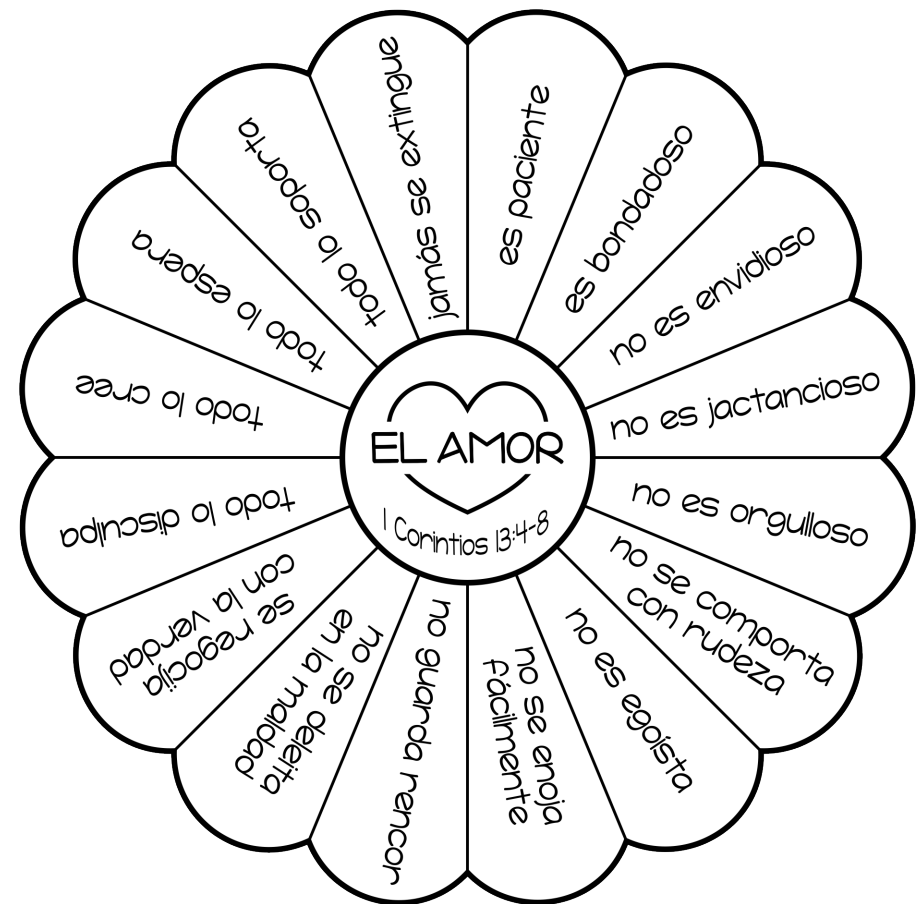 EL AMOR
1 Corintios 13:4-8
es paciente
es bondadoso
no es envidioso
no es jactancioso
no es orgulloso
no se comporta
con rudeza
no es egoísta
no se enoja
fácilmente
no guarda rencor
no se deleita
en la maldad
se regocija
con la verdad
todo lo disculpa
todo lo cree
todo lo espera
todo lo soporta
jamás se extingue